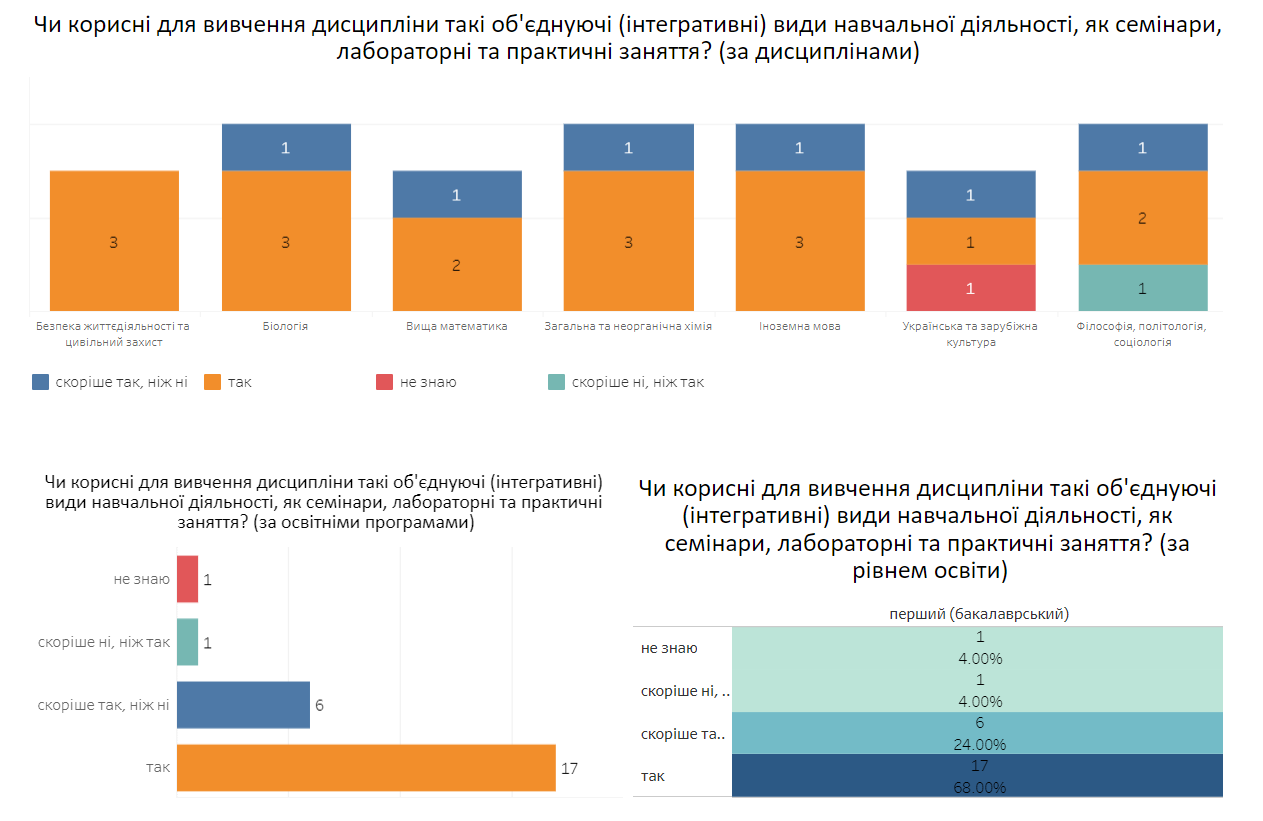 Чи корисні для вивчення дисципліни такі об'єднуючі (інтегративні) види навчальної діяльності, як семінари,
лабораторні та практичні заняття? (за дисциплінами)
1 1 1 1 1
1 1
3 3 2 3 3 1 2
1 1
Безпека життєдіяльності та
цивільний захист
Біологія
Вища математика
Загальна та неорганічна хімія
Іноземна мова
Українська та зарубіжна
культура
Філософія, політологія,
соціологія
скоріше так, ніж ні
так
не знаю
скоріше ні, ніж так
Чи корисні для вивчення дисципліни такі об'єднуючі (інтегративні)
види навчальної діяльності, як семінари, лабораторні та практичні
заняття? (за освітніми програмами)
не знаю 1
скоріше ні, ніж так 1
скоріше так, ніж ні 6
так 17
Чи корисні для вивчення дисципліни такі об'єднуючі
(інтегративні) види навчальної діяльності, як
семінари, лабораторні та практичні заняття? (за
рівнем освіти)
перший (бакалаврський)
не знаю
1
4.00%
скоріше ні, ..
1
4.00%
скоріше та..
6
24.00%
так
17
68.00%